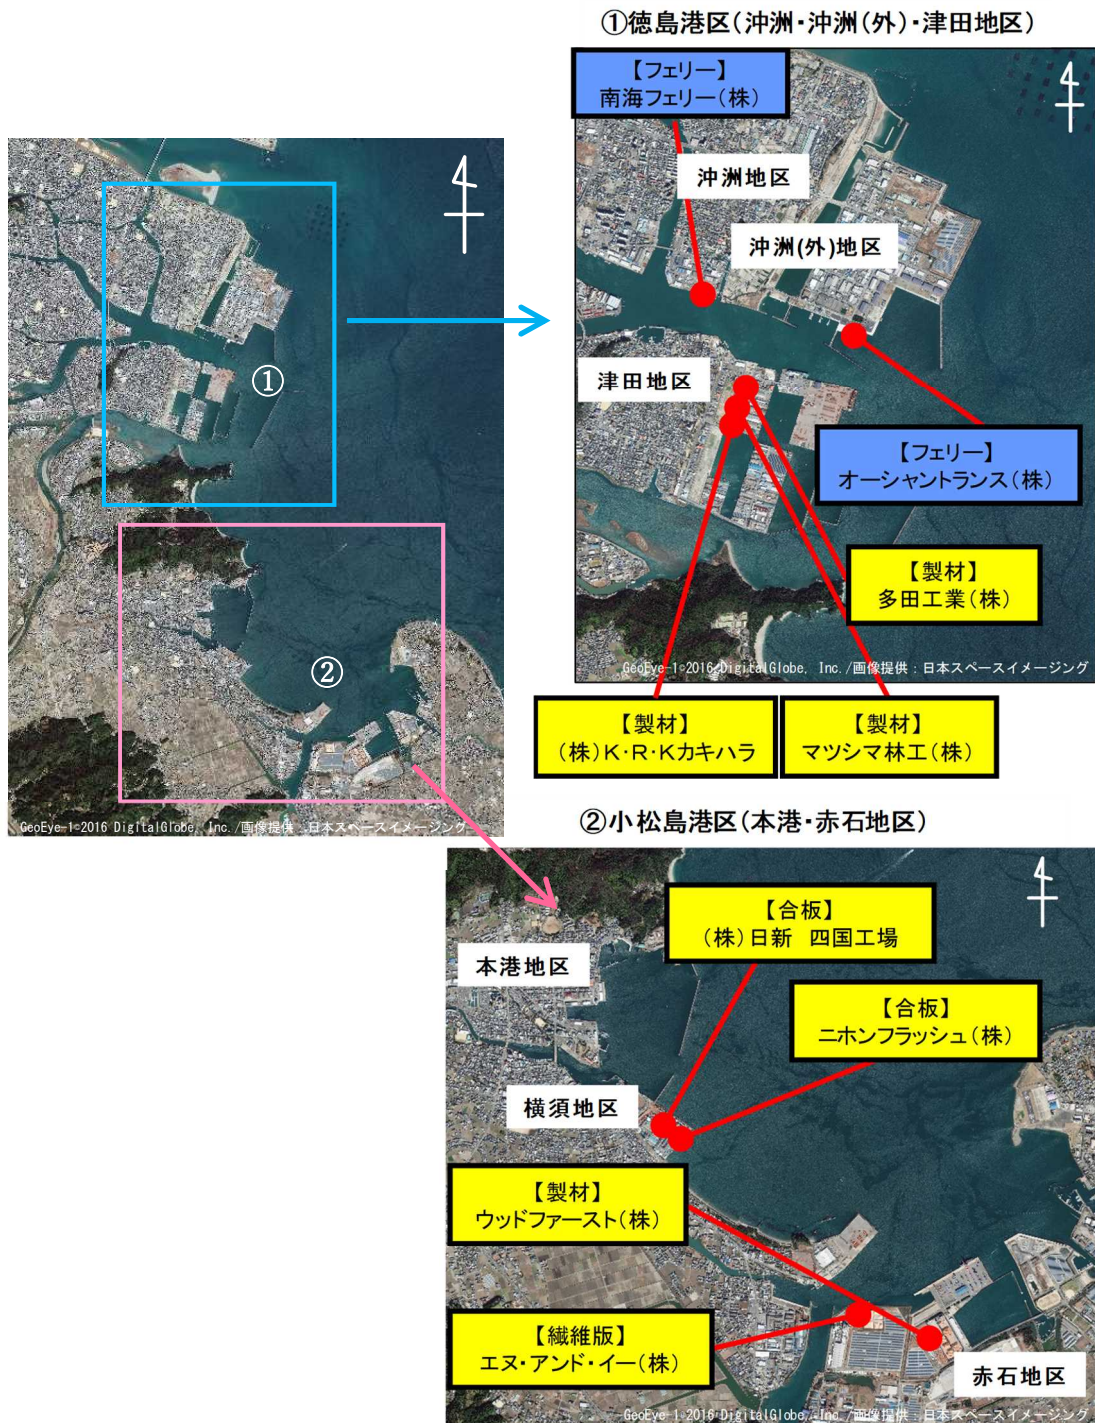 ①徳島港区(沖洲・沖洲(外)・津田地区)
【フェリー】
南海フェリー(株)
沖洲地区
沖洲(外)地区
津田地区
【フェリー】
オーシャントランス(株)
【製材】
多田工業(株)
GeoEye-1©2016 DigitalGlobe, Inc./画像提供：日本スペースイメージング
【製材】
(株)K・R・Kカキハラ
【製材】
マツシマ林工(株)
①
②
GeoEye-1©2016 DigitalGlobe, Inc./画像提供：日本スペースイメージング
②小松島港区(本港・赤石地区)
【合板】
(株)日新　四国工場
本港地区
【合板】
ニホンフラッシュ(株)
横須地区
【製材】
ウッドファースト(株)
【繊維版】
エヌ・アンド・イー(株)
赤石地区
GeoEye-1©2016 DigitalGlobe, Inc./画像提供：日本スペースイメージング